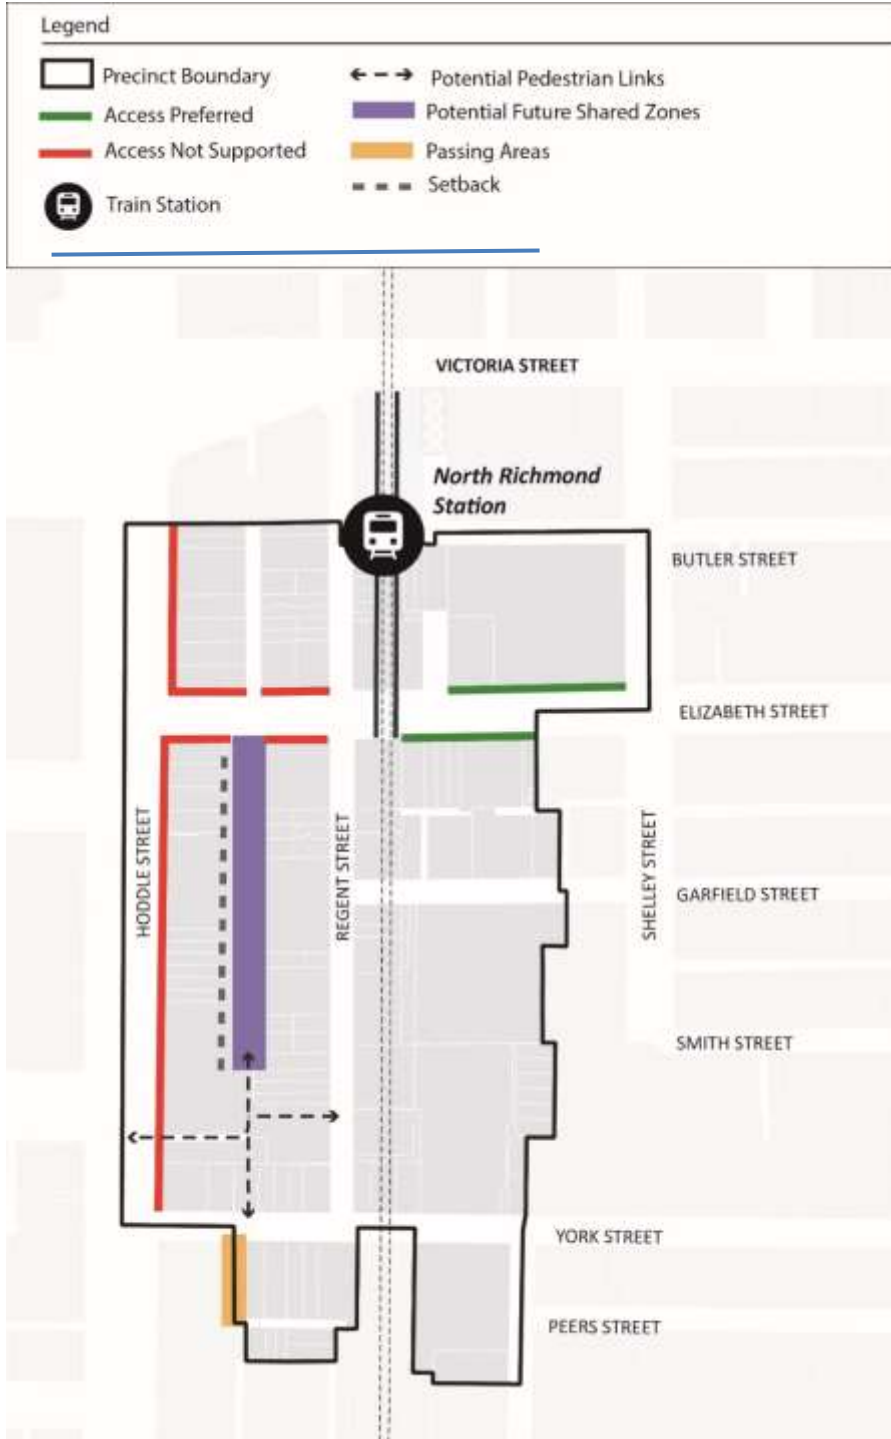 Legend
Precinct Boundary
Access Preferred
Access Not Supported
Train Station
Potential Pedestrian Links
Potential Future Shared Zones
Passing Areas
Setback
VICTORIA STREET
North Richmond
Station
BUTLER STREET
ELIZABETH STREET
HODDLE STREET
REGENT STREET
SHELLEY STREET
GARFIELD STREET
SMITH STREET
YORK STREET
PEERS STREET